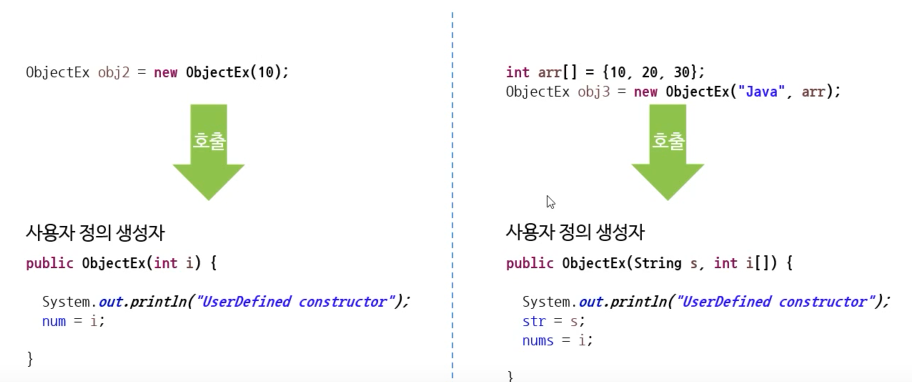 ObjectEx obj2 = new ObjectEx(10);
호출
사용자 정의 생성자
public ObjectEx(int i) {
System.out.println("UserDefined constructor");
num = i;
}
int arr[] = {10, 20, 30};
ObjectEx obj3 = new ObjectEx("Java", arr);
호출
사용자 정의 생성자
public ObjectEx(String s, int i[]) {
System.out.println("UserDefined constructor");
str = s;
nums = i;
}